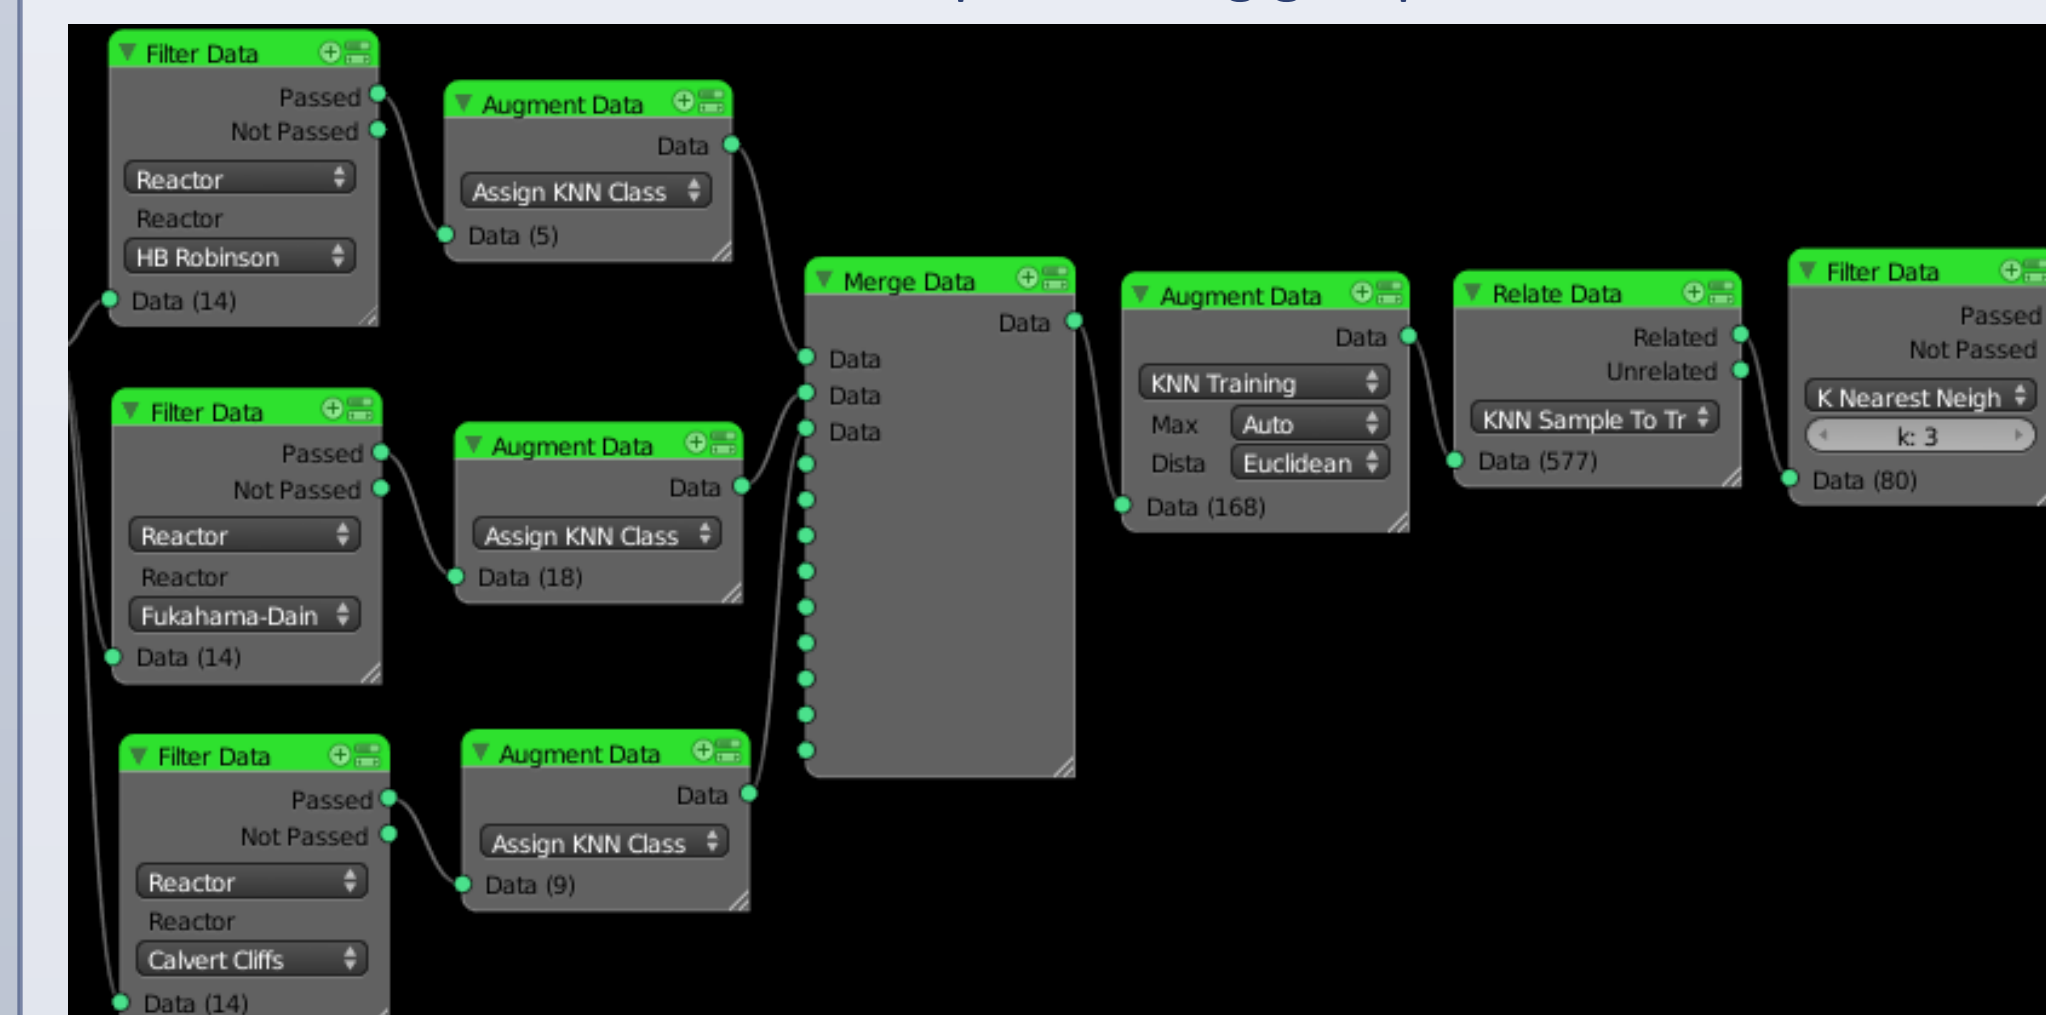 Filter Data
Passed
Not Passed
Reactor
Reactor
HB Robinson
Data (14)
Augment Data
Data
Assign KNN Class
Data (5)
Filter Data
Passed
Not Passed
Reactor
Reactor
Fukahama-Dain
Data (14)
Augment Data
Data
Assign KNN Class
Data (18)
Filter Data
Passed
Not Passed
Reactor
Reactor
Calvert Cliffs
Data (14)
Augment Data
Data
Assign KNN Class
Data (9)
Merge Data
Data
Data
Data
Data
Augment Data
Data
KNN Training
Max Auto
Dista Euclidean
Data (168)
Relate Data
Related
Unrelated
KNN Sample To Tr
Data (577)
Filter Data
Passed
Not Passed
K Nearest Neigh
k: 3
Data (80)